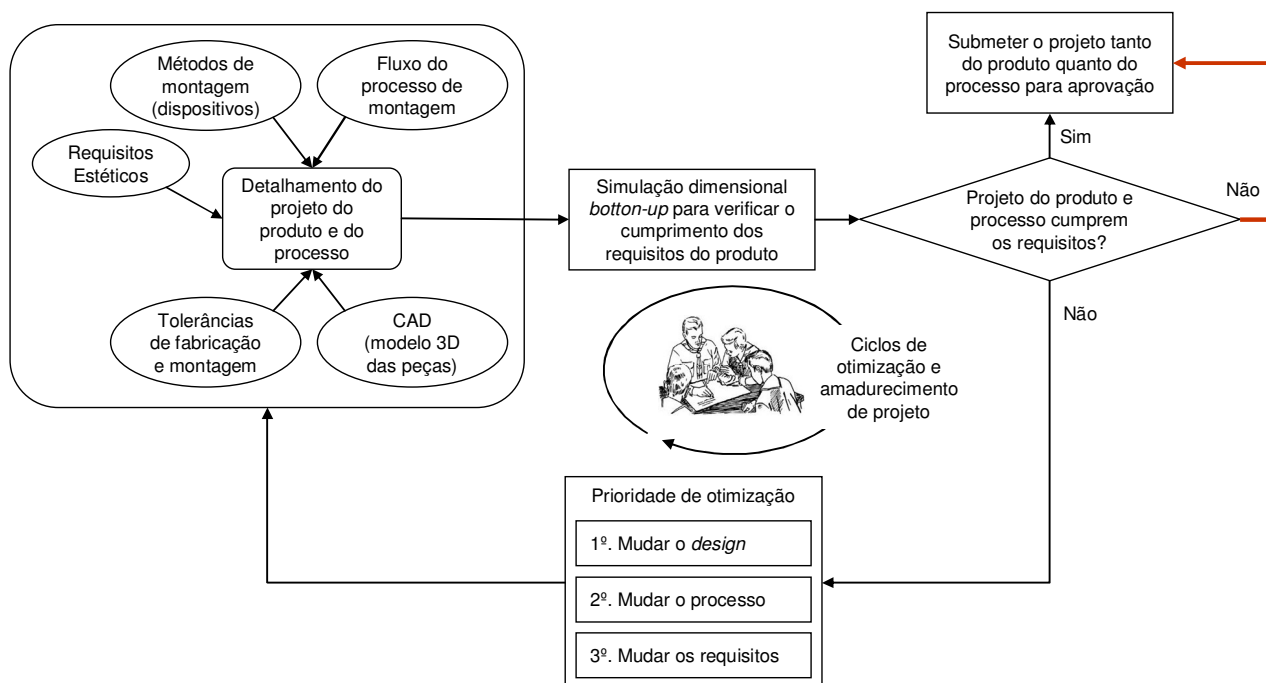 Métodos de
montagem
(dispositivos)
Fluxo do
processo de
montagem
Requisitos
Estéticos
Detalhamento do
projeto do
produto e do
processo
Tolerâncias
de fabricação
e montagem
CAD
(modelo 3D
das peças)
Simulação dimensional
botton-up para verificar o
cumprimento dos
requisitos do produto
Submeter o projeto tanto
do produto quanto do
processo para aprovação
Sim
Projeto do produto e
processo cumprem
os requisitos?
Não
Não
Ciclos de
otimização e
amadurecimento
de projeto
Prioridade de otimização
1º. Mudar o design
2º. Mudar o processo
3º. Mudar os requisitos